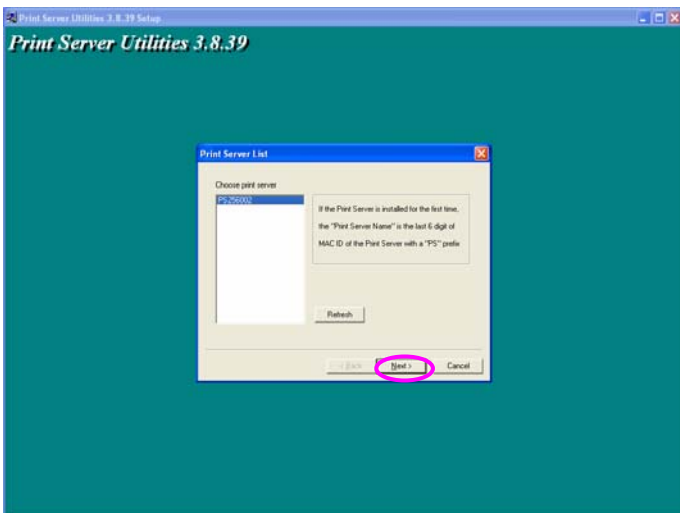 Print Server Utilities 3.8.39 Setup
Print Server Utilities 3.8.39
Print Server List
Choose print server
PS256002
If the Print Server is installed for the first time,
the "Print Server Name" is the last 6 digit of
MAC ID of the Print Server with a "PS" prefix
Refresh
< Back
Next >
Cancel